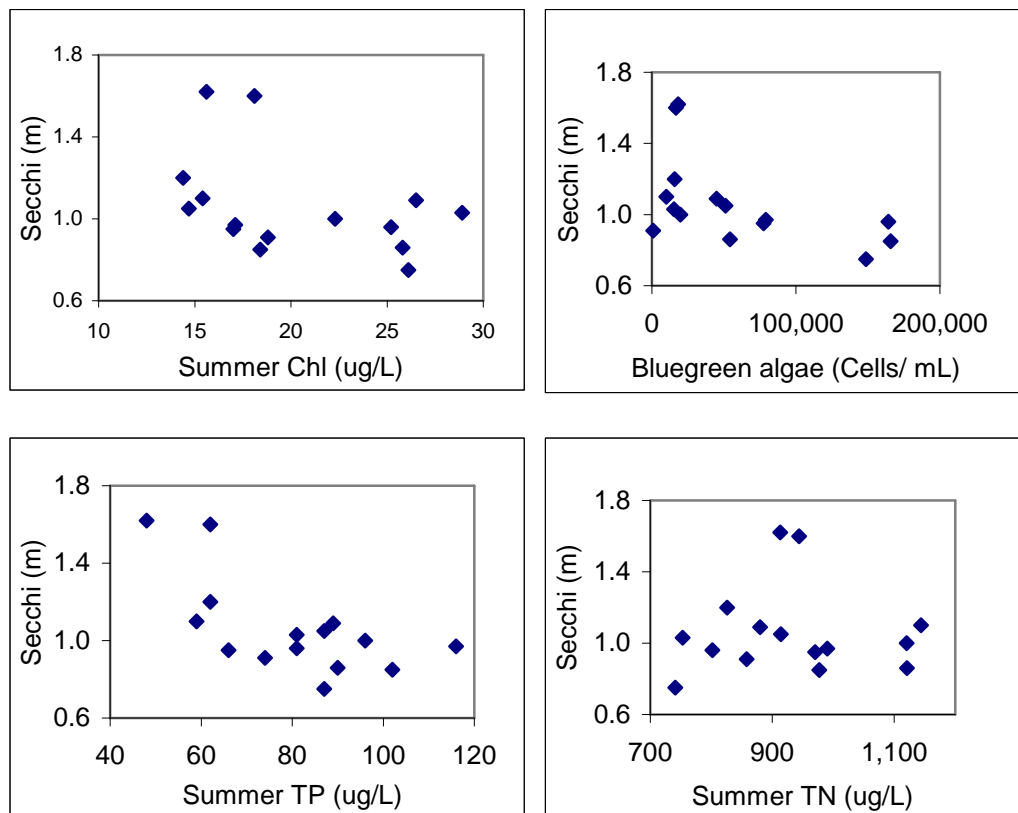 1.8
1.4
1.0
0.6
Secchi (m)
10 15 20 25 30
Summer Chl (ug/L)
1.8
1.4
1.0
0.6
Secchi (m)
0 100,000 200,000
Bluegreen algae (Cells/ mL)
1.8
1.4
1.0
0.6
Secchi (m)
40 60 80 100 120
Summer TP (ug/L)
1.8
1.4
1.0
0.6
Secchi (m)
700 900 1,100
Summer TN (ug/L)